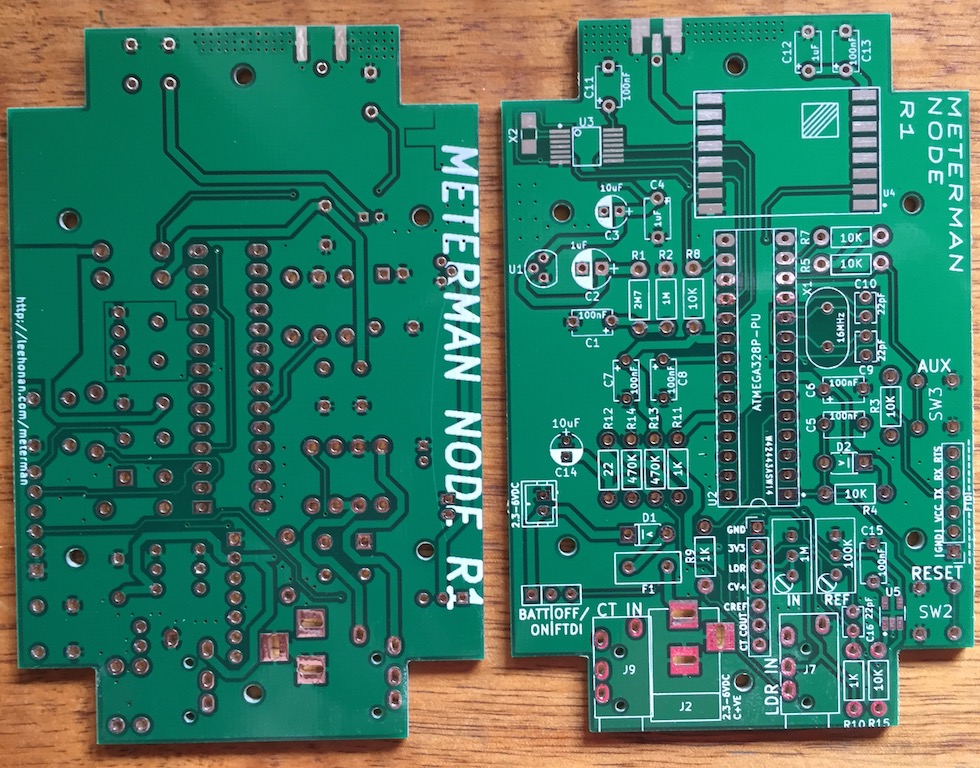 METERMAN NODE R1
http://leehonan.com/meterman
C12
1uF
100nF
C13
C11
100nF
METERMAN
NODE
R1
X2
U3
U4
10uF
C3
C4
1uF
U1
1uF
C2
R1
R2
R8
2M7
1M
10K
100nF
C1
R7
10K
R5
10K
X1
16MHz
C10
22pF
22pF
C9
ATMEGA328P-PU
W42443ASW14
U2
C7
100nF
100nF
C8
C6
100nF
C5
100nF
R3
10K
AUX
SW3
R12
R14
R13
R11
22
470K
470K
1K
10uF
C14
D2
10K
R4
2.3-6VDC
GND
VCC TX RX RTS
FTDI
D1
F1
R9
1K
GND
3V3
LDR
CV+
CREF
COUT
CT
1M
IN
100K
REF
C15
100nF
RESET
U5
SW2
BATT OFF/
ON FTDI
CT IN
J9
J2
2.3-6VDC
C+VE
LDR IN
J7
22pF
C16
1K
10K
R10
R15